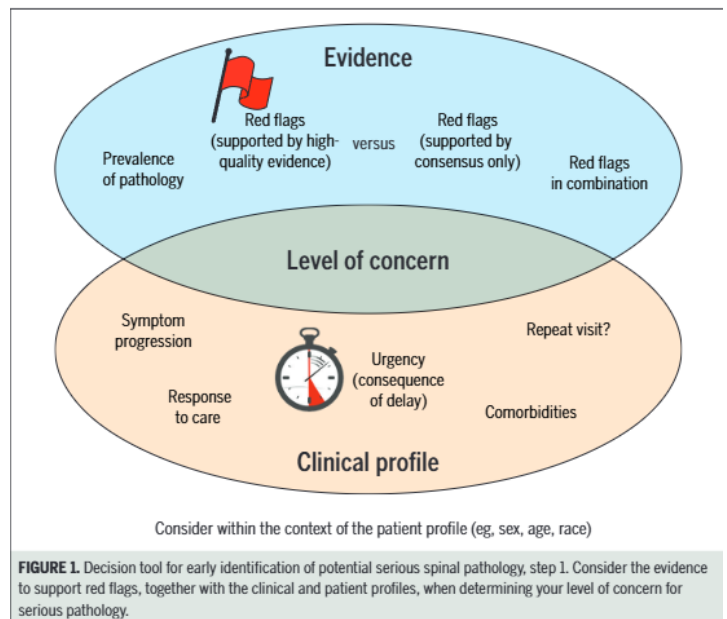 Evidence
Red flags
(supported by high-
quality evidence)
versus
Red flags
(supported by
consensus only)
Prevalence
of pathology
Red flags
in combination
Level of concern
Symptom
progression
Repeat visit?
Urgency
(consequence
of delay)
Response
to care
Comorbidities
Clinical profile
Consider within the context of the patient profile (eg, sex, age, race)
FIGURE 1. Decision tool for early identification of potential serious spinal pathology, step 1. Consider the evidence
to support red flags, together with the clinical and patient profiles, when determining your level of concern for
serious pathology.